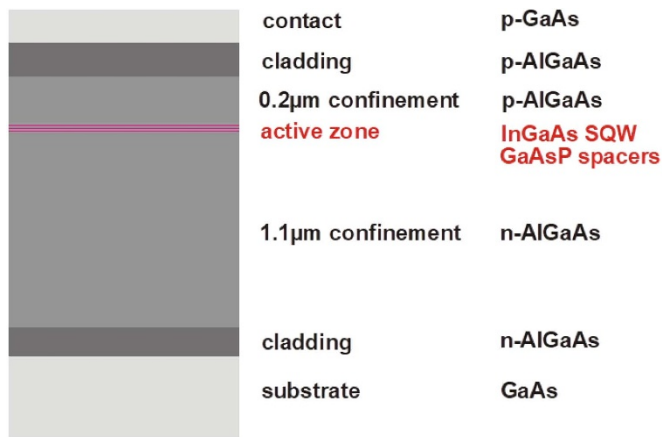 contact p-GaAs
cladding p-AlGaAs
0.2µm confinement p-AlGaAs
active zone InGaAs SQW
GaAsP spacers
1.1µm confinement n-AlGaAs
cladding n-AlGaAs
substrate GaAs